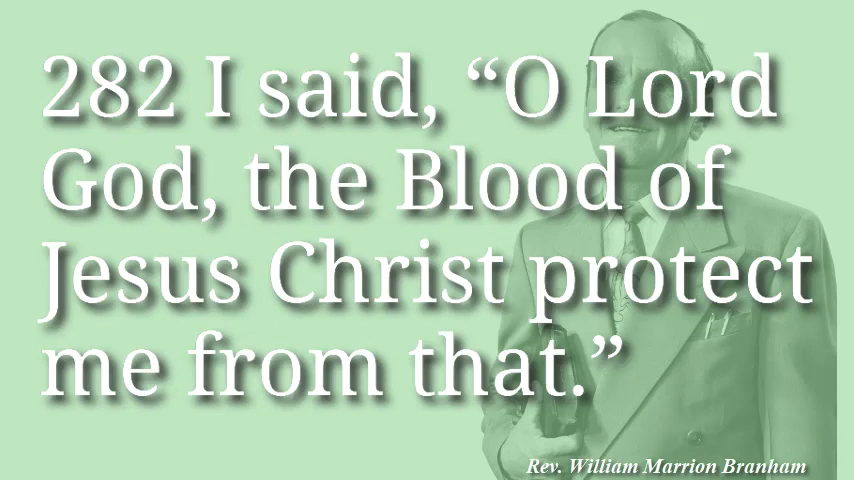 282 I said, “O Lord
God, the Blood of
Jesus Christ protect
me from that.”
Rev. William Marrion Branham